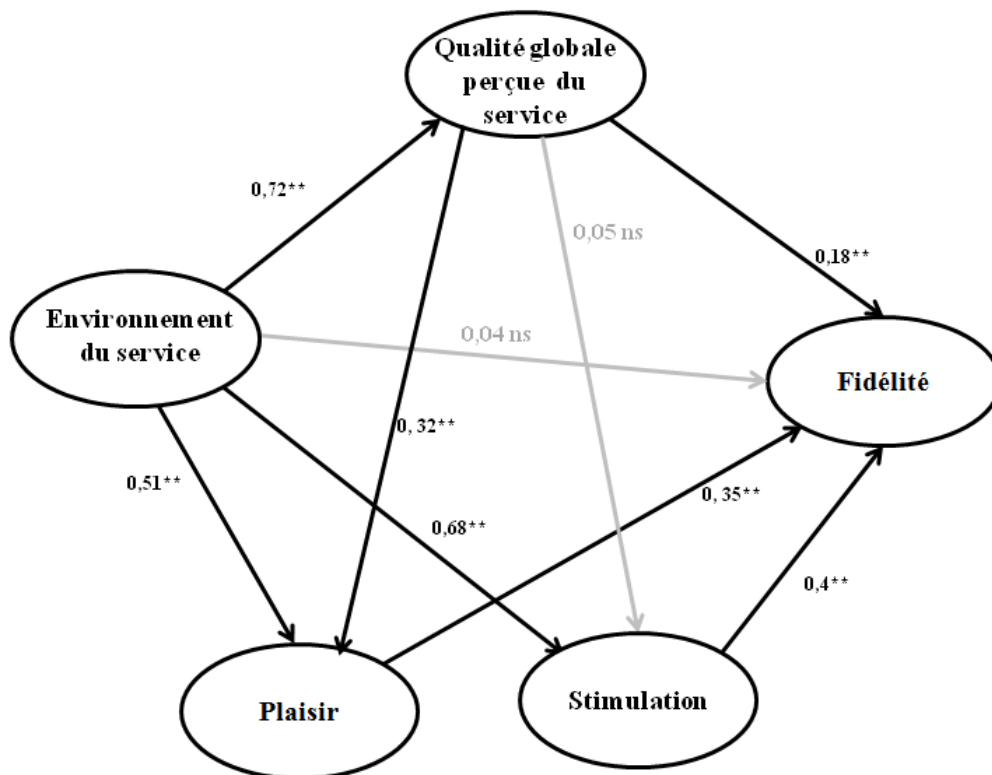 Qualité globale
perçue du
service
0,72**
0,05 ns
0,18**
Environnement
du service
0,04 ns
Fidélité
0, 32**
0,51**
0, 35**
0,68**
0,4**
Plaisir
Stimulation